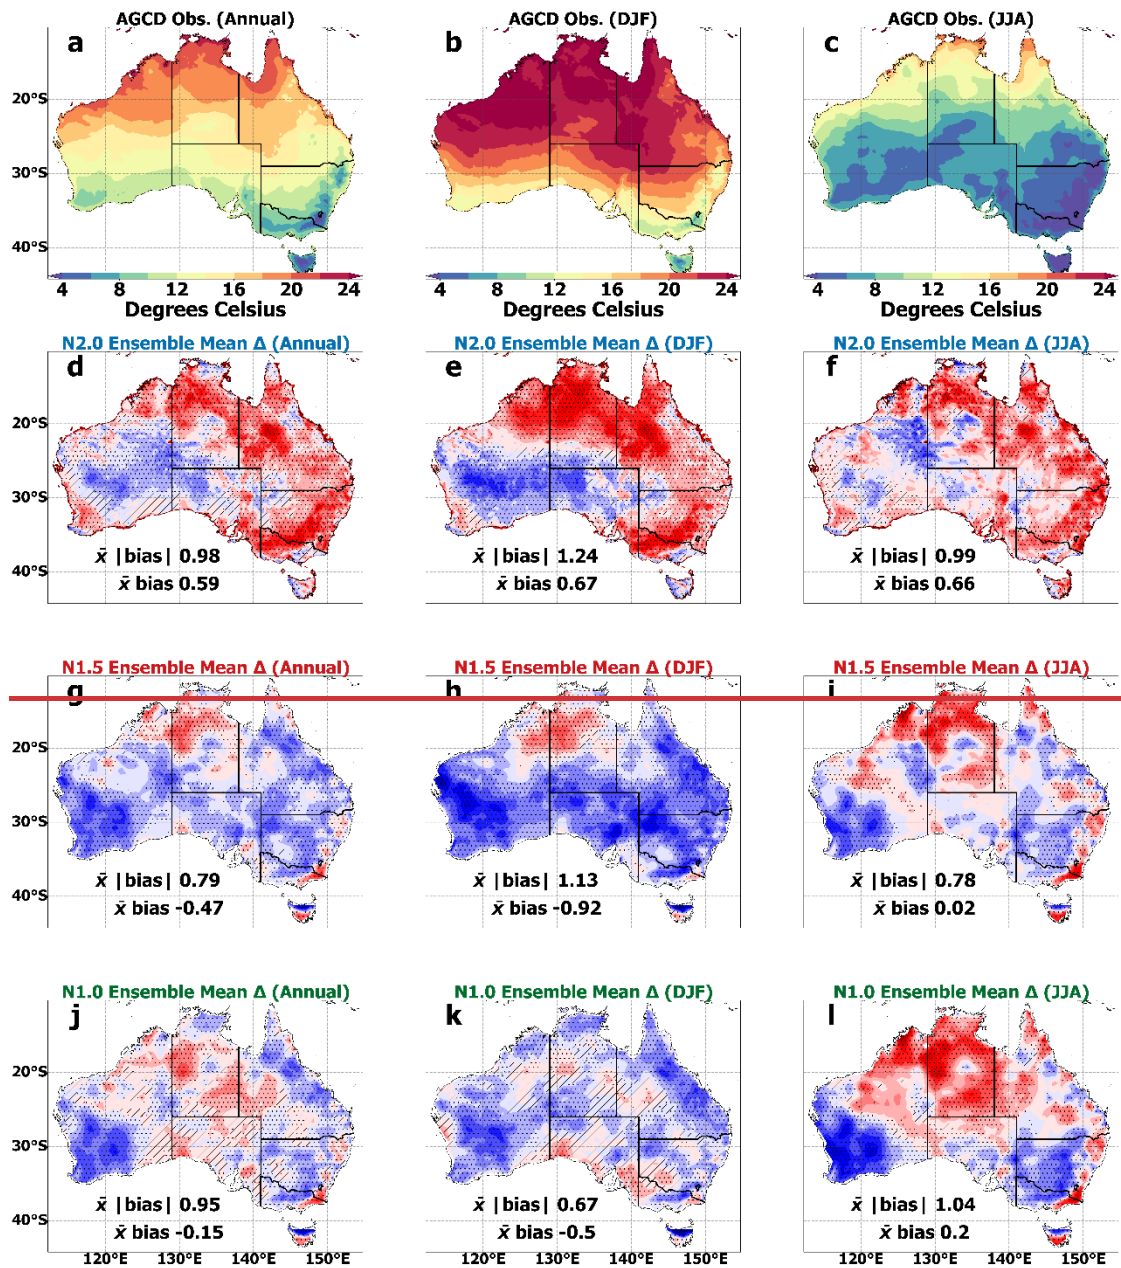 AGCD Obs. (Annual) AGCD Obs. (DJF) AGCD Obs. (JJA)
a b c
20°S
30°S
40°S
4 8 12 16 20 24 4 8 12 16 20 24 4 8 12 16 20 24
Degrees Celsius Degrees Celsius Degrees Celsius
N2.0 Ensemble Mean Δ (Annual) N2.0 Ensemble Mean Δ (DJF) N2.0 Ensemble Mean Δ (JJA)
d e f
20°S
30°S
x̄ |bias| 0.98 x̄ |bias| 1.24 x̄ |bias| 0.99
40°S
x̄ bias 0.59 x̄ bias 0.67 x̄ bias 0.66
N1.5 Ensemble Mean Δ (Annual) N1.5 Ensemble Mean Δ (DJF) N1.5 Ensemble Mean Δ (JJA)
g h i
20°S
30°S
x̄ |bias| 0.79 x̄ |bias| 1.13 x̄ |bias| 0.78
40°S
x̄ bias -0.47 x̄ bias -0.92 x̄ bias 0.02
N1.0 Ensemble Mean Δ (Annual) N1.0 Ensemble Mean Δ (DJF) N1.0 Ensemble Mean Δ (JJA)
j k l
20°S
30°S
x̄ |bias| 0.95 x̄ |bias| 0.67 x̄ |bias| 1.04
40°S
x̄ bias -0.15 x̄ bias -0.5 x̄ bias 0.2
120°E 130°E 140°E 150°E 120°E 130°E 140°E 150°E 120°E 130°E 140°E 150°E